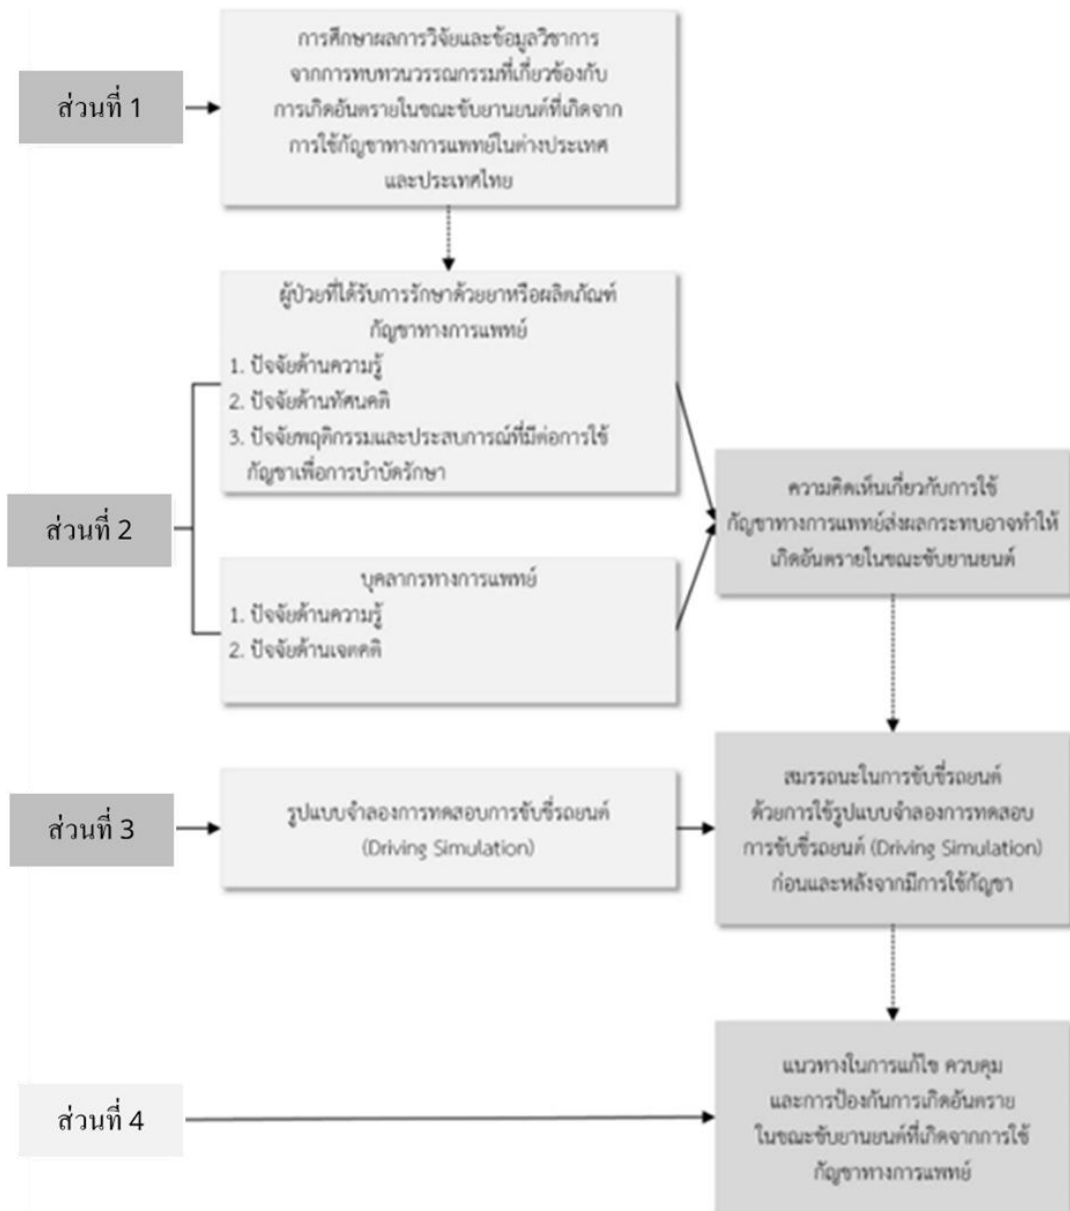 ส่วนที่ 1
การศึกษาผลการวิจัยและข้อมูลวิชาการ
จากการทบทวนวรรณกรรมที่เกี่ยวข้องกับ
การเกิดอันตรายในขณะขับยานยนต์ที่เกิดจาก
การใช้กัญชาทางการแพทย์ในต่างประเทศ
และประเทศไทย
ส่วนที่ 2
ผู้ป่วยที่ได้รับการรักษาด้วยยาหรือผลิตภัณฑ์
กัญชาทางการแพทย์
1. ปัจจัยด้านความรู้
2. ปัจจัยด้านทัศนคติ
3. ปัจจัยพฤติกรรมและประสบการณ์ที่มีต่อการใช้
กัญชาเพื่อการบำบัดรักษา
บุคลากรทางการแพทย์
1. ปัจจัยด้านความรู้
2. ปัจจัยด้านเจตคติ
ความคิดเห็นเกี่ยวกับการใช้
กัญชาทางการแพทย์ส่งผลกระทบอาจทำให้
เกิดอันตรายในขณะขับยานยนต์
ส่วนที่ 3
รูปแบบจำลองการทดสอบการขับขี่รถยนต์
(Driving Simulation)
สมรรถนะในการขับขี่รถยนต์
ด้วยการใช้รูปแบบจำลองการทดสอบ
การขับขี่รถยนต์ (Driving Simulation)
ก่อนและหลังจากมีการใช้กัญชา
ส่วนที่ 4
แนวทางในการแก้ไข ควบคุม
และการป้องกันการเกิดอันตราย
ในขณะขับยานยนต์ที่เกิดจากการใช้
กัญชาทางการแพทย์